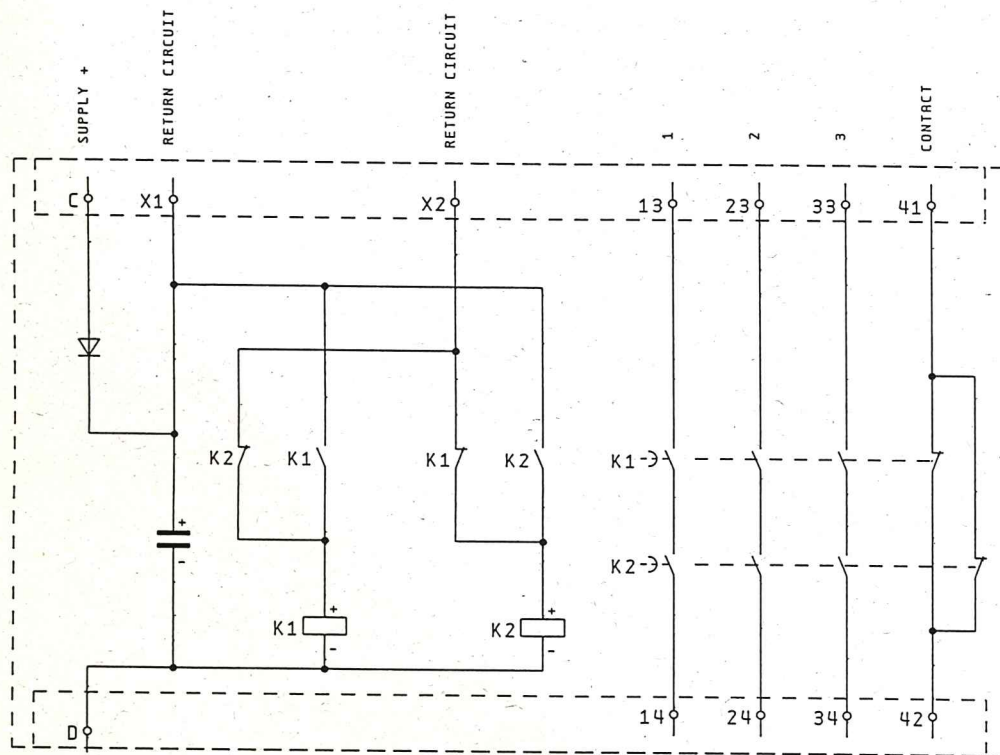 SUPPLY +
RETURN CIRCUIT
RETURN CIRCUIT
1
2
3
CONTACT
C
X1
X2
13
23
33
41
K2
K1
K1
K2
K1
+
-
K2
K1
+
-
K2
+
-
14
24
34
42
D